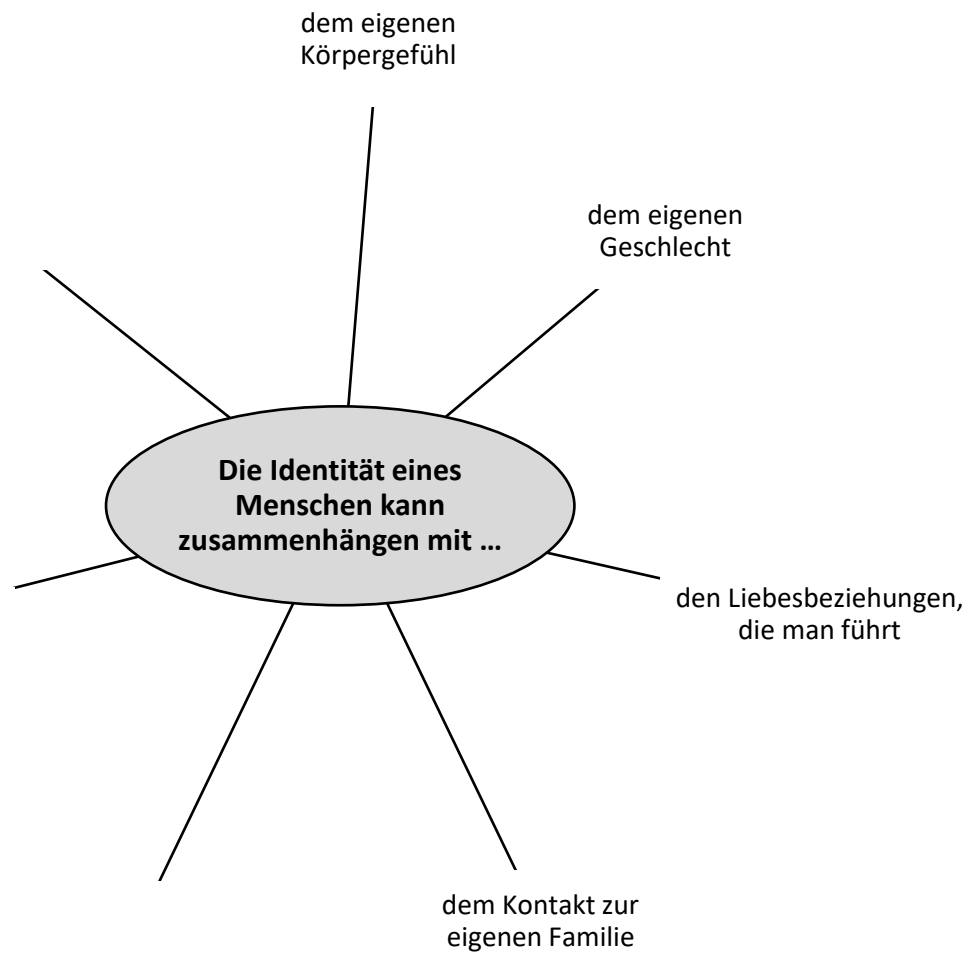 dem eigenen
Körpergefühl
dem eigenen
Geschlecht
Die Identität eines
Menschen kann
zusammenhängen mit …
den Liebesbeziehungen,
die man führt
dem Kontakt zur
eigenen Familie